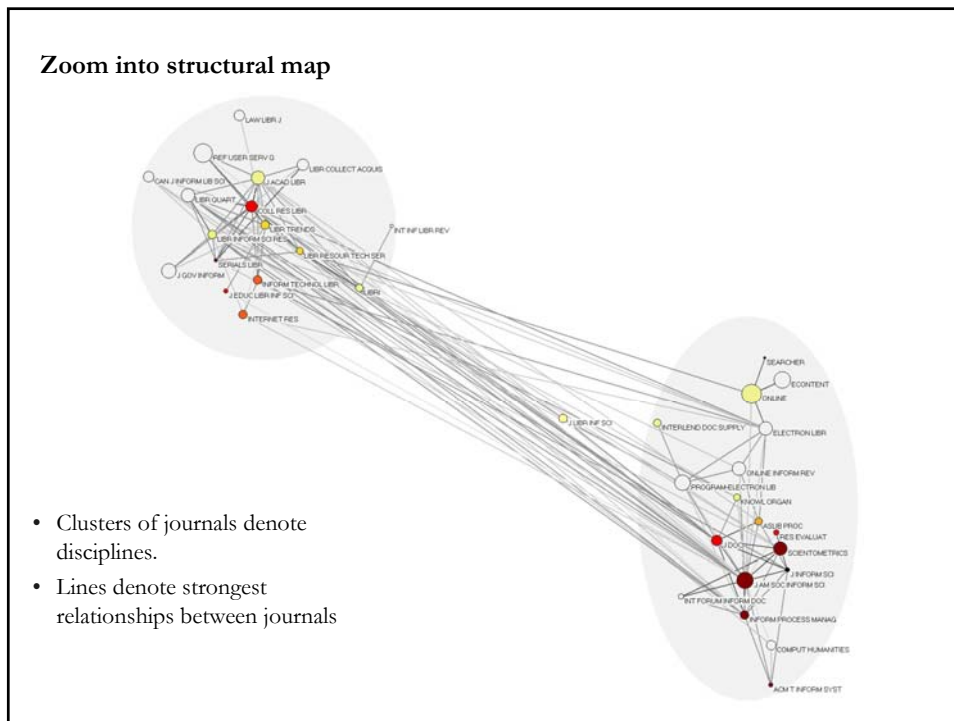 Zoom into structural map
LAW LIBR J
REF USER SERV Q
LIBR COLLECT ACQUIS
CAN J INFORM LIB SCI
J ACAD LIBR
LIBR QUART
COLL RES LIBR
LIBR TRENDS
INT INF LIBR REV
LIBR INFORM SCI RES
LIBR RESOUR TECH SER
SERIALS LIBR
J GOV INFORM
INFORM TECHNOL LIBR
J EDUC LIBR INF SCI
LIBRI
INTERNET RES
SEARCHER
ECONTENT
ONLINE
J LIBR INF SCI
INTERLEND DOC SUPPLY
ELECTRON LIBR
ONLINE INFORM REV
PROGRAM-ELECTRON LIB
KNOWL ORGAN
ASLIB PROC
RES EVALUAT
J DOC
SCIENTOMETRICS
J INFORM SCI
J AM SOC INFORM SCI
INT FORUM INFORM DOC
INFORM PROCESS MANAG
COMPUT HUMANITIES
ACM T INFORM SYST
• Clusters of journals denote
disciplines.
• Lines denote strongest
relationships between journals